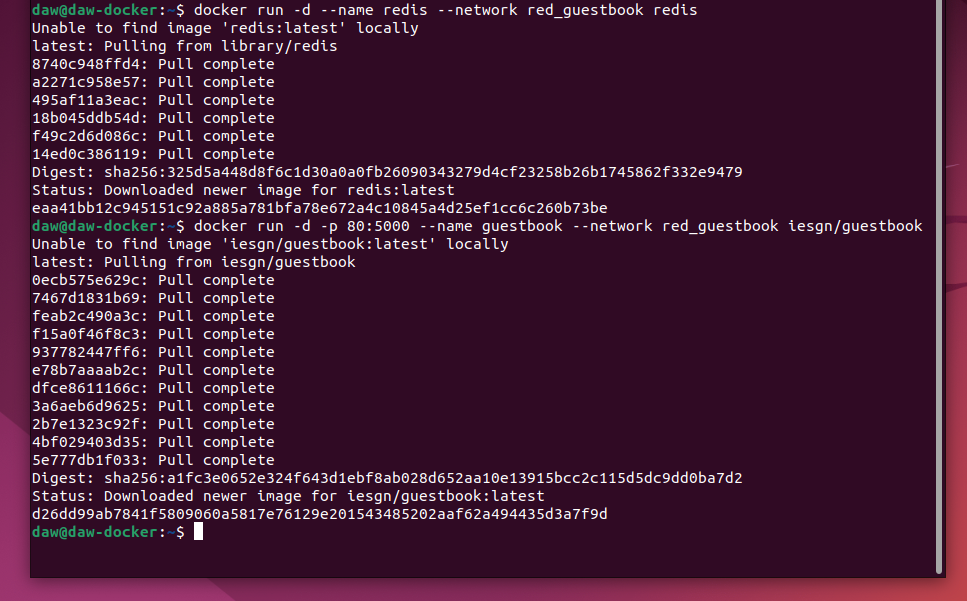 daw@daw-docker:~$ docker run -d --name redis --network red_guestbook redis
Unable to find image 'redis:latest' locally
latest: Pulling from library/redis
8740c948ffd4: Pull complete
a2271c958e57: Pull complete
495af11a3eac: Pull complete
18b045ddb54d: Pull complete
f49c2d6d086c: Pull complete
14ed0c386119: Pull complete
Digest: sha256:325d5a448d8f6c1d30a0a0fb26090343279d4cf23258b26b1745862f332e9479
Status: Downloaded newer image for redis:latest
eaa41bb12c945151c92a885a781bfa78e672a4c10845a4d25ef1cc6c260b73be
daw@daw-docker:~$ docker run -d -p 80:5000 --name guestbook --network red_guestbook iesgn/guestbook
Unable to find image 'iesgn/guestbook:latest' locally
latest: Pulling from iesgn/guestbook
0ecb575e629c: Pull complete
7467d1831b69: Pull complete
feab2c490a3c: Pull complete
f15a0f46f8c3: Pull complete
937782447ff6: Pull complete
e78b7aaaab2c: Pull complete
dfce8611166c: Pull complete
3a6aeb6d9625: Pull complete
2b7e1323c92f: Pull complete
4bf029403d35: Pull complete
5e777db1f033: Pull complete
Digest: sha256:a1fc3e0652e324f643d1ebf8ab028d652aa10e13915bcc2c115d5dc9dd0ba7d2
Status: Downloaded newer image for iesgn/guestbook:latest
d26dd99ab7841f5809060a5817e76129e201543485202aaf62a494435d3a7f9d
daw@daw-docker:~$